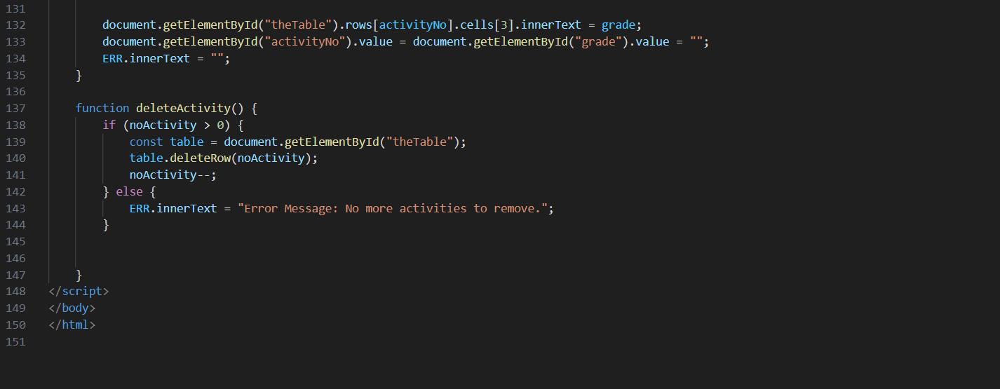 131
132 document.getElementById("theTable").rows[activityNo].cells[3].innerText = grade;
133 document.getElementById("activityNo").value = document.getElementById("grade").value = "";
134 ERR.innerText = "";
135 }
136
137 function deleteActivity() {
138 if (noActivity > 0) {
139 const table = document.getElementById("theTable");
140 table.deleteRow(noActivity);
141 noActivity--;
142 } else {
143 ERR.innerText = "Error Message: No more activities to remove.";
144 }
145
146
147 }
148 </script>
149 </body>
150 </html>
151